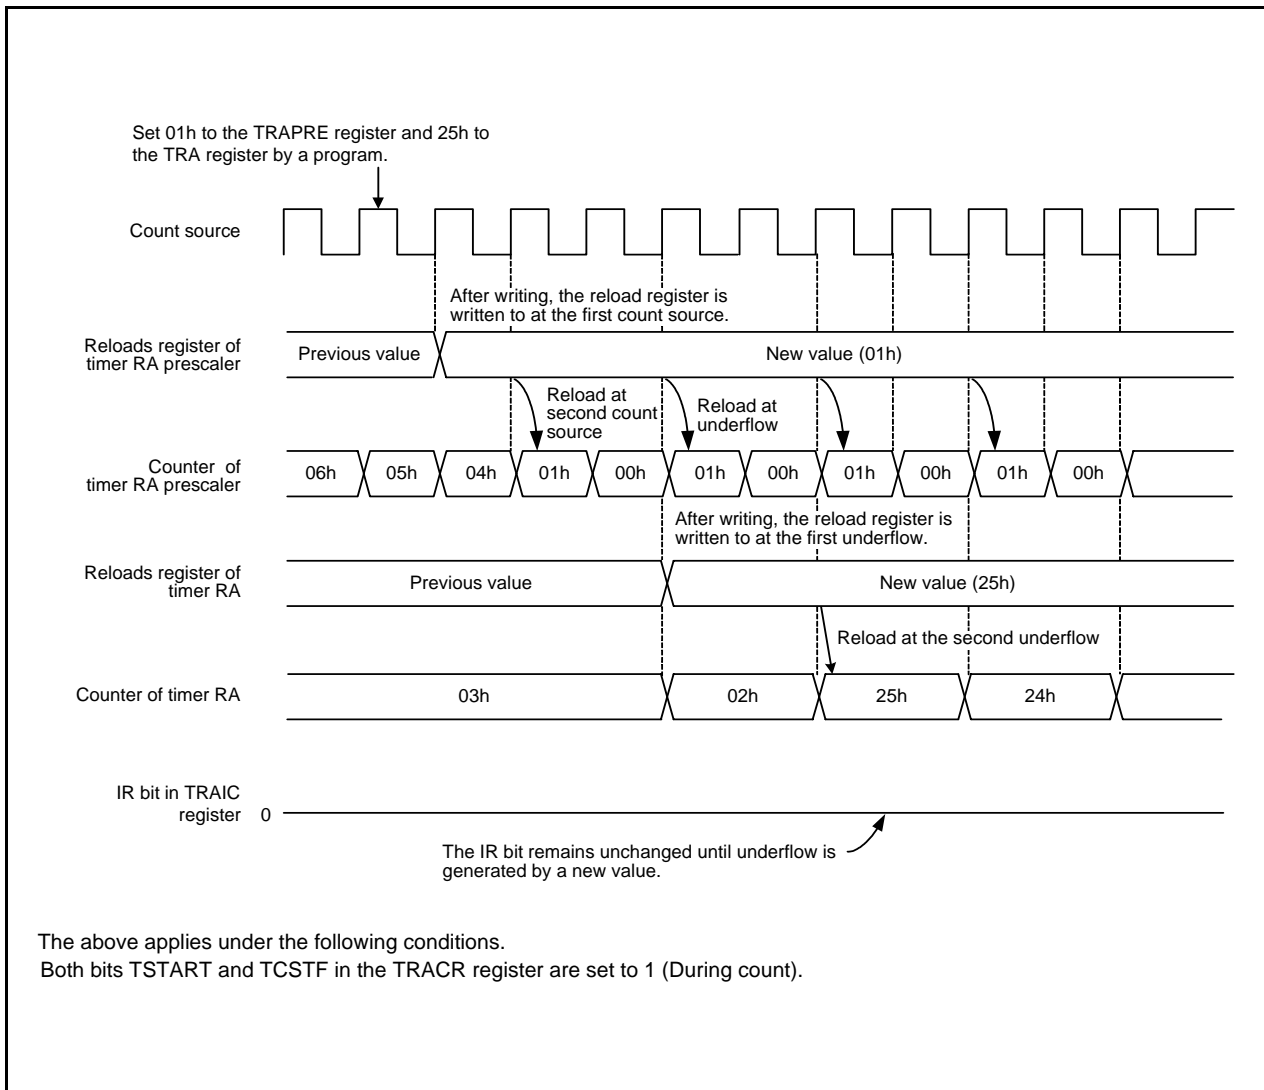 Set 01h to the TRAPRE register and 25h to
the TRA register by a program.
Count source
After writing, the reload register is
written to at the first count source.
Reloads register of
timer RA prescaler
Previous value
New value (01h)
Reload at
second count
source
Reload at
underflow
Counter of
timer RA prescaler
06h 05h 04h 01h 00h 01h 00h 01h 00h 01h 00h
After writing, the reload register is
written to at the first underflow.
Reloads register of
timer RA
Previous value
New value (25h)
Reload at the second underflow
Counter of timer RA
03h 02h 25h 24h
IR bit in TRAIC
register 0
The IR bit remains unchanged until underflow is
generated by a new value.
The above applies under the following conditions.
Both bits TSTART and TCSTF in the TRACR register are set to 1 (During count).